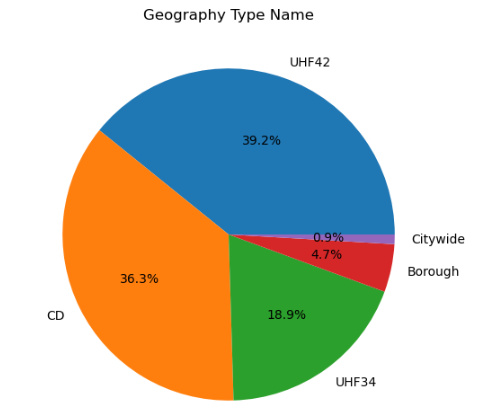 Geography Type Name
UHF42
39.2%
0.9%
Citywide
4.7%
Borough
36.3%
18.9%
CD
UHF34